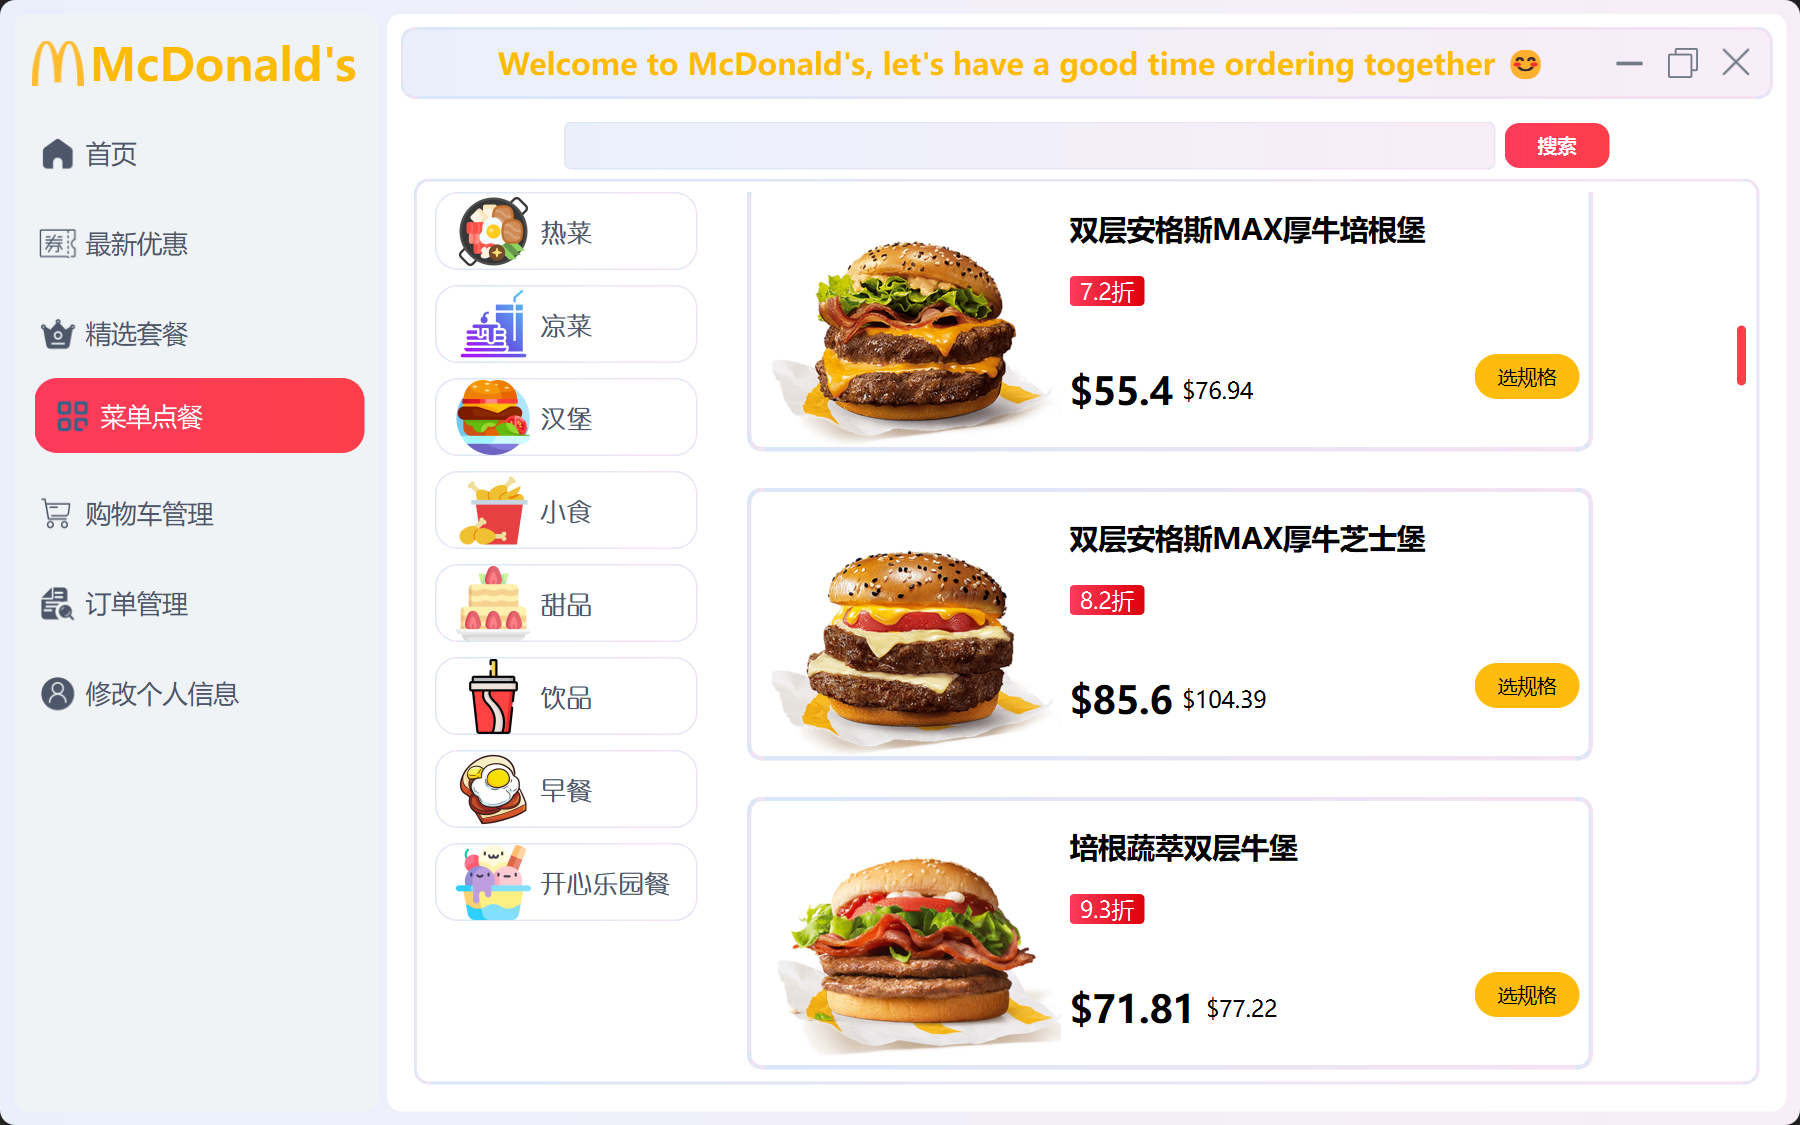 McDonald's
首页
券
最新优惠
精选套餐
菜单点餐
购物车管理
订单管理
修改个人信息
Welcome to McDonald's, let's have a good time ordering together 😊
搜索
热菜
凉菜
汉堡
小食
甜品
饮品
早餐
开心乐园餐
双层安格斯MAX厚牛培根堡
7.2折
$55.4 $76.94
选规格
双层安格斯MAX厚牛芝士堡
8.2折
$85.6 $104.39
选规格
培根蔬萃双层牛堡
9.3折
$71.81 $77.22
选规格